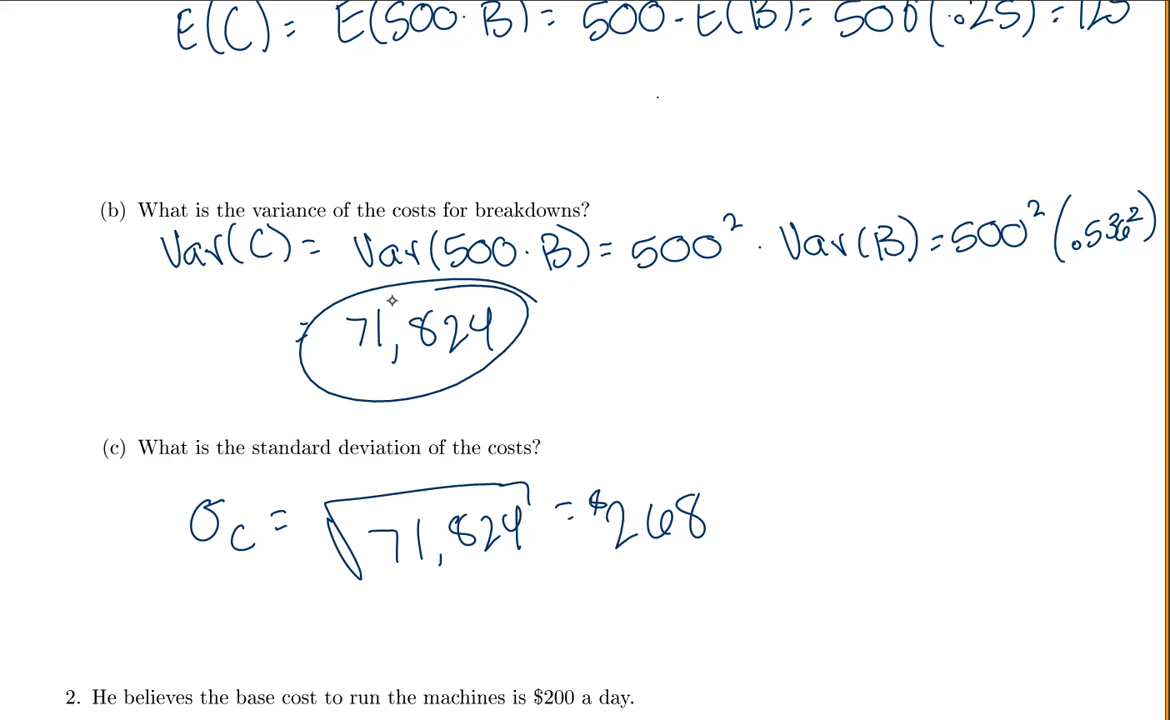 E(C) = E(500·B) = 500·E(B) = 500(.25) = 125
(b) What is the variance of the costs for breakdowns?
Var(C) = Var(500·B) = 500² · Var(B) = 500² (.536²)
= 71,824
(c) What is the standard deviation of the costs?
σ_C = √71,824 = $268
2. He believes the base cost to run the machines is $200 a day.